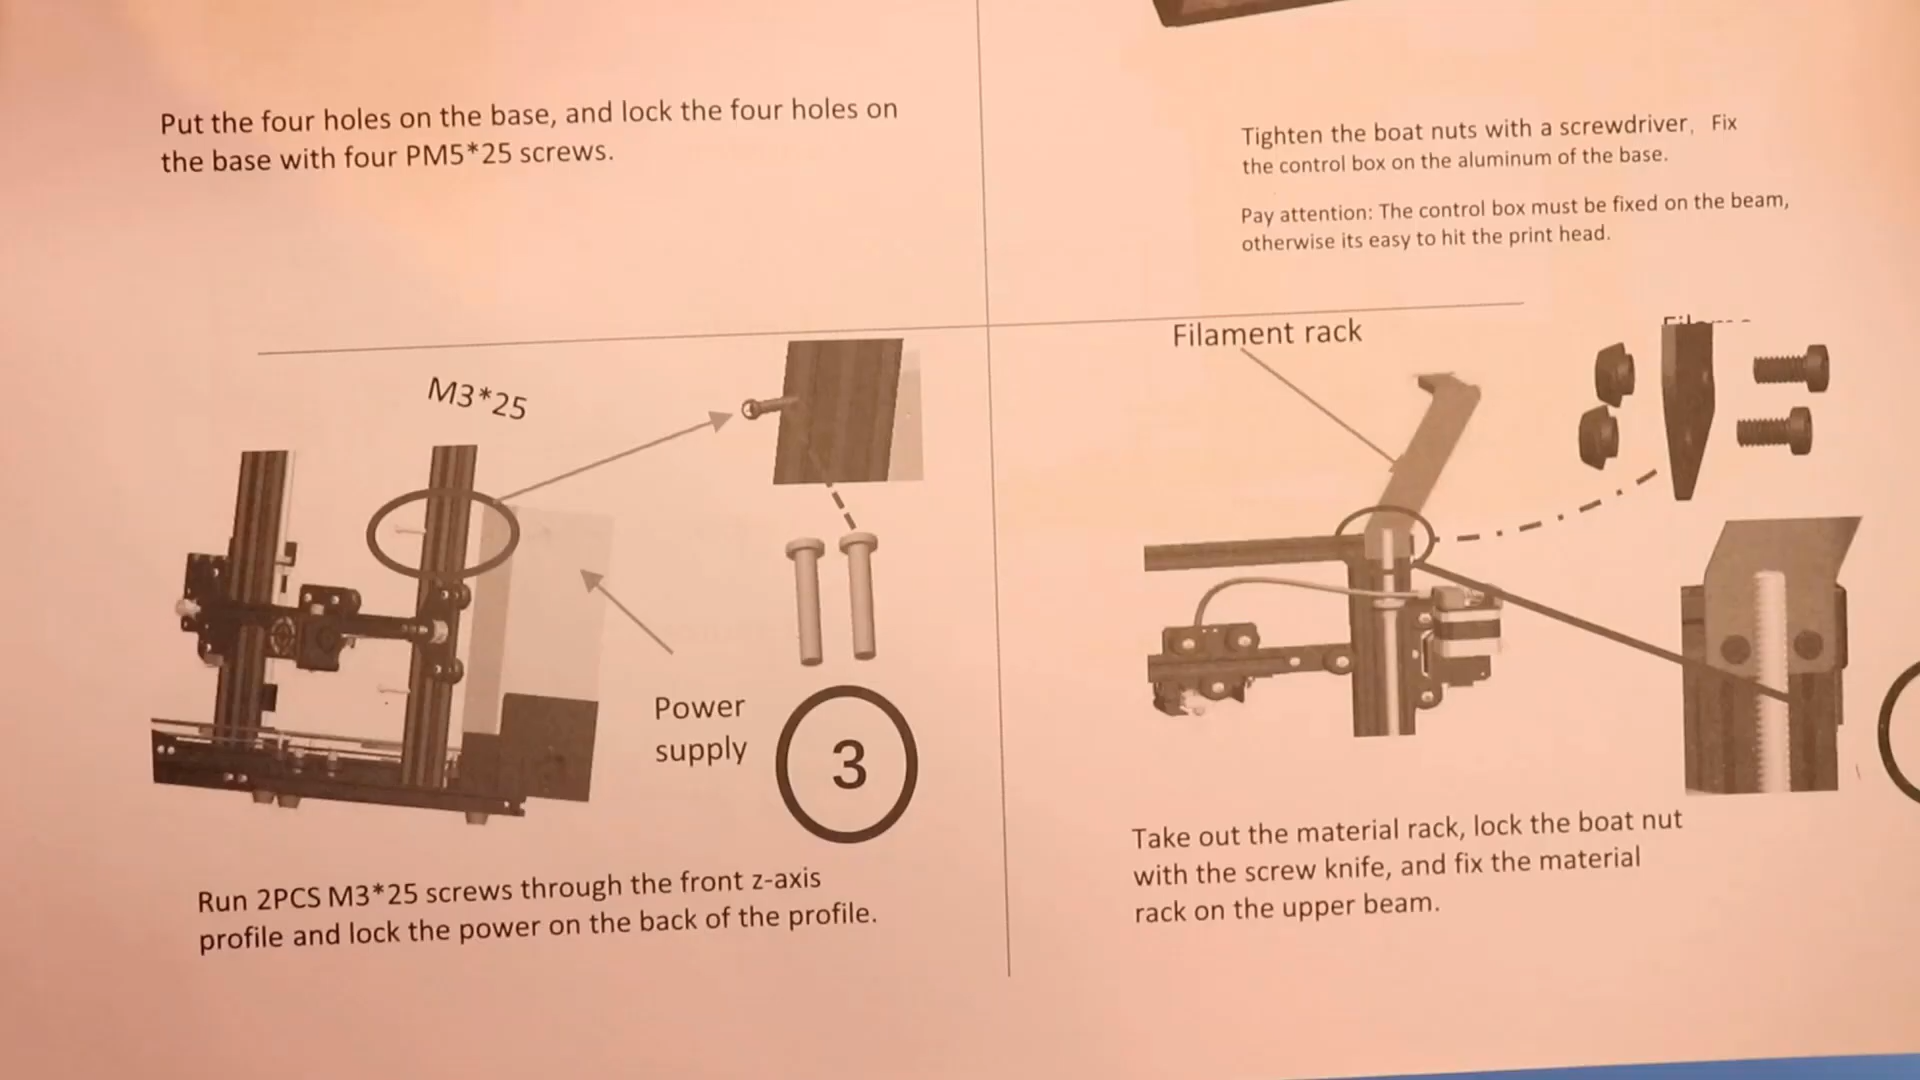 Put the four holes on the base, and lock the four holes on
the base with four PM5*25 screws.
Tighten the boat nuts with a screwdriver, Fix
the control box on the aluminum of the base.
Pay attention: The control box must be fixed on the beam,
otherwise its easy to hit the print head.
M3*25
Power
supply
3
Run 2PCS M3*25 screws through the front z-axis
profile and lock the power on the back of the profile.
Filament rack
Take out the material rack, lock the boat nut
with the screw knife, and fix the material
rack on the upper beam.